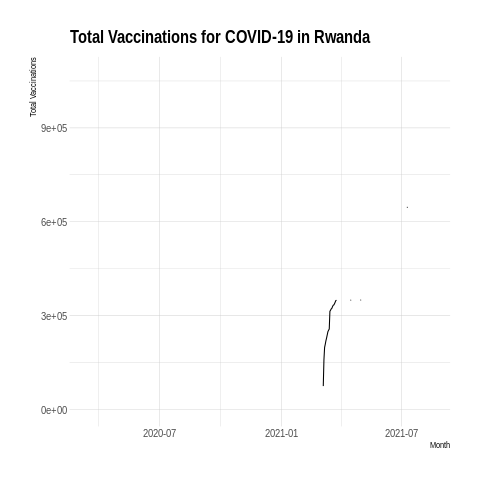 Total Vaccinations for COVID-19 in Rwanda
Total Vaccinations
9e+05
6e+05
3e+05
0e+00
2020-07
2021-01
2021-07
Month